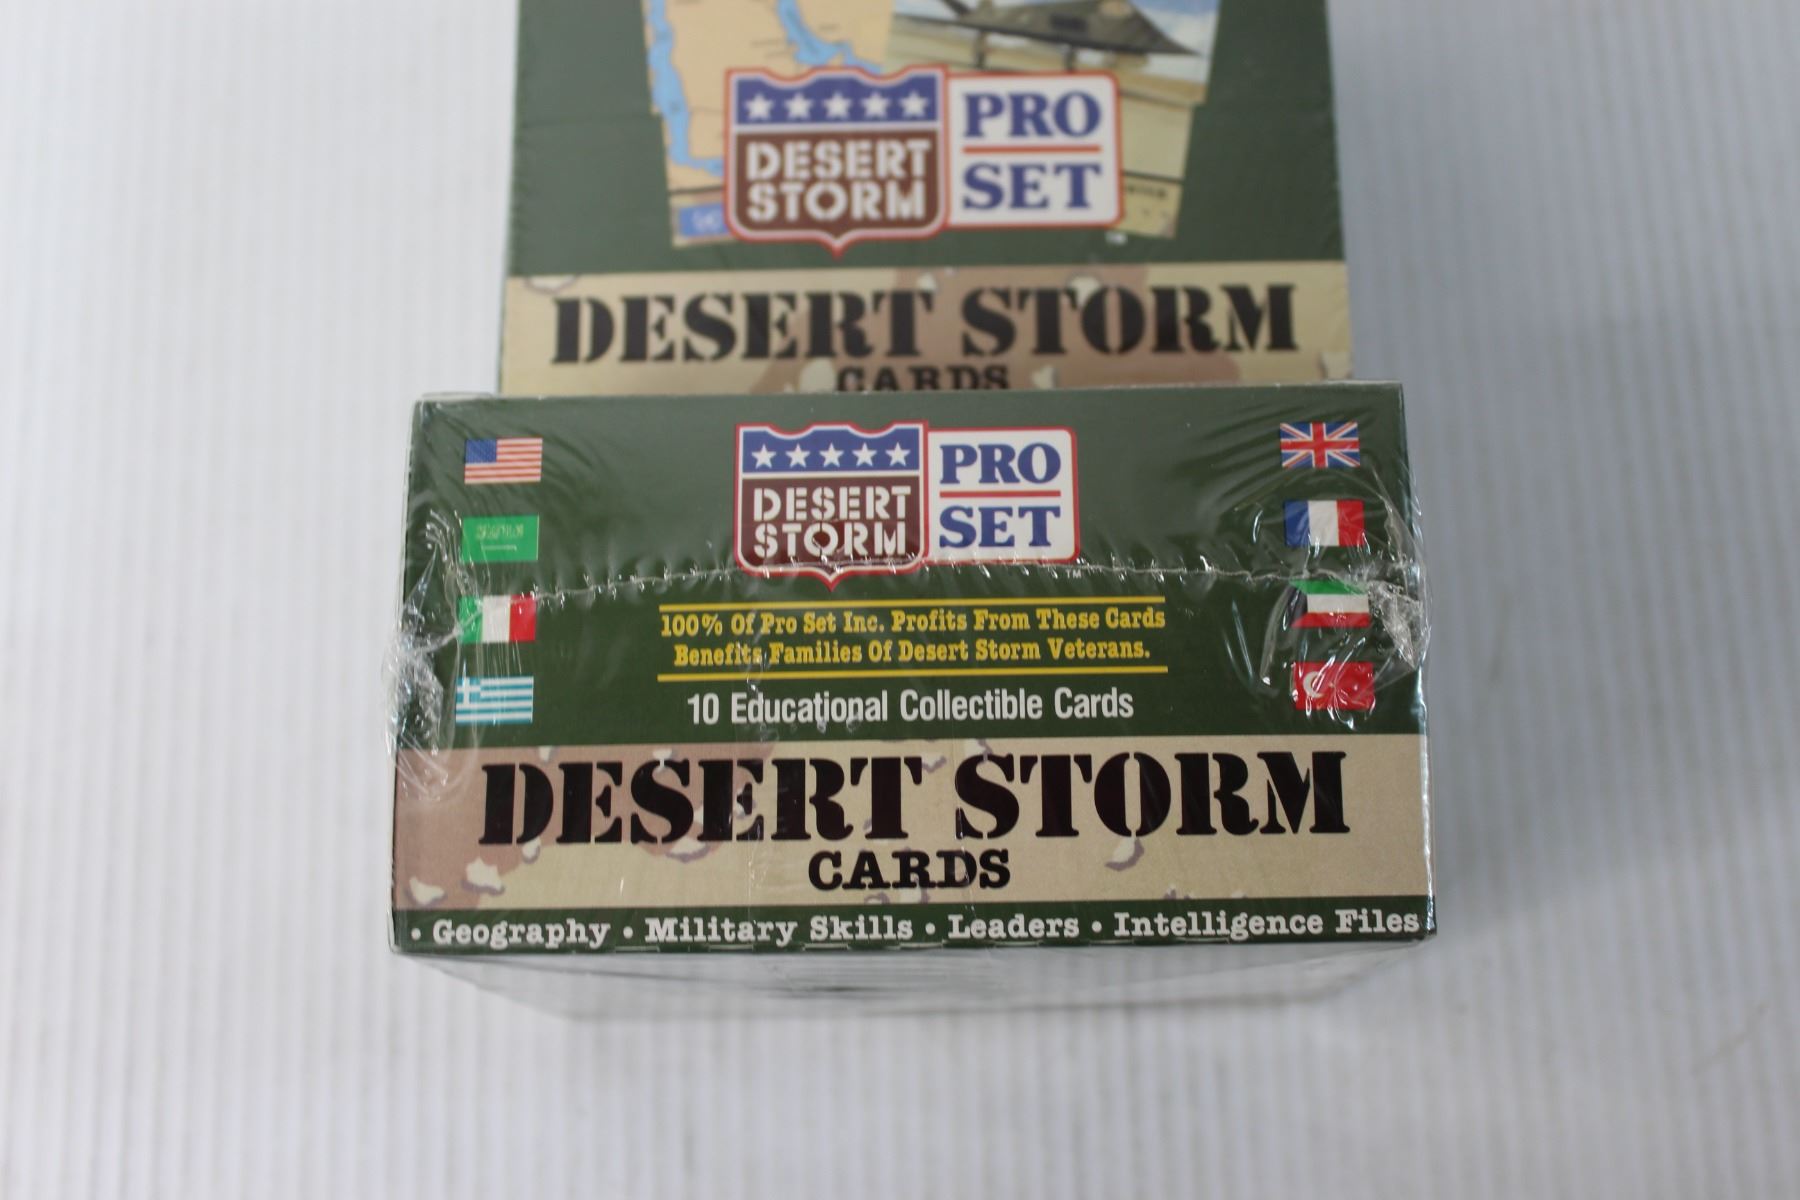 DESERT
STORM
PRO
SET
DESERT STORM
CARDS
DESERT
STORM
PRO
SET
TM
100% Of Pro Set Inc. Profits From These Cards
Benefits Families Of Desert Storm Veterans.
10 Educational Collectible Cards
DESERT STORM
CARDS
• Geography • Military Skills • Leaders • Intelligence Files